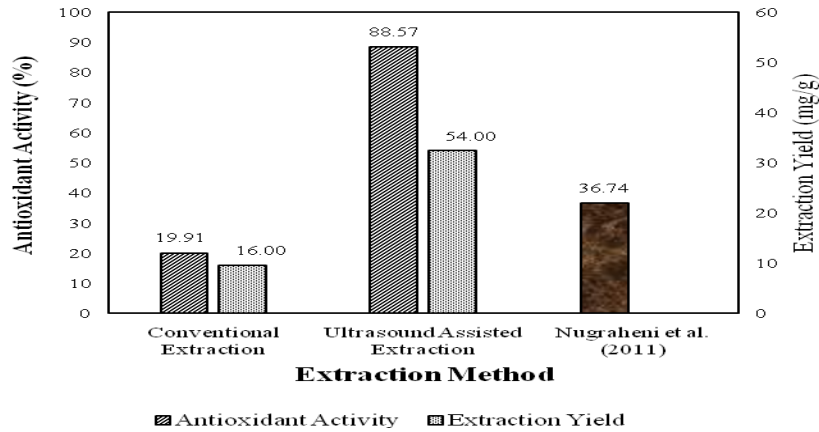 100
90
80
70
60
50
40
30
20
10
0
Antioxidant Activity (%)
60
50
40
30
20
10
0
Extraction Yield (mg/g)
19.91
16.00
88.57
54.00
36.74
Conventional
Extraction
Ultrasound Assisted
Extraction
Nugraheni et al.
(2011)
Extraction Method
Antioxidant Activity
Extraction Yield